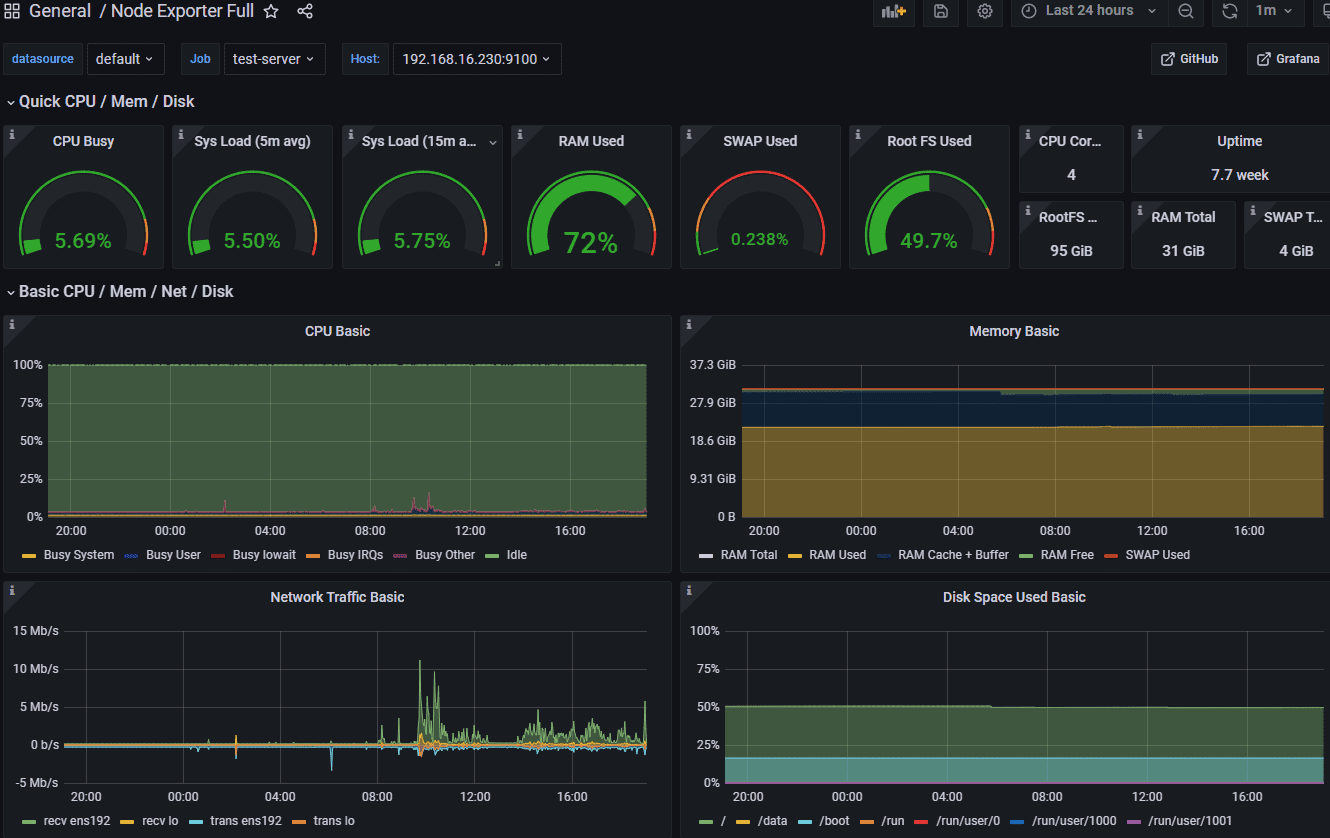 General / Node Exporter Full
Last 24 hours
1m
datasource default Job test-server Host: 192.168.16.230:9100 GitHub Grafana
Quick CPU / Mem / Disk
CPU Busy
5.69%
Sys Load (5m avg)
5.50%
Sys Load (15m a...
5.75%
RAM Used
72%
SWAP Used
0.238%
Root FS Used
49.7%
CPU Cor...
4
Uptime
7.7 week
RootFS ...
95 GiB
RAM Total
31 GiB
SWAP T...
4 GiB
Basic CPU / Mem / Net / Disk
CPU Basic
100%
75%
50%
25%
0%
20:00 00:00 04:00 08:00 12:00 16:00
Busy System Busy User Busy Iowait Busy IRQs Busy Other Idle
Memory Basic
37.3 GiB
27.9 GiB
18.6 GiB
9.31 GiB
0 B
20:00 00:00 04:00 08:00 12:00 16:00
RAM Total RAM Used RAM Cache + Buffer RAM Free SWAP Used
Network Traffic Basic
15 Mb/s
10 Mb/s
5 Mb/s
0 b/s
-5 Mb/s
20:00 00:00 04:00 08:00 12:00 16:00
recv ens192 recv lo trans ens192 trans lo
Disk Space Used Basic
100%
75%
50%
25%
0%
20:00 00:00 04:00 08:00 12:00 16:00
/ /data /boot /run /run/user/0 /run/user/1000 /run/user/1001